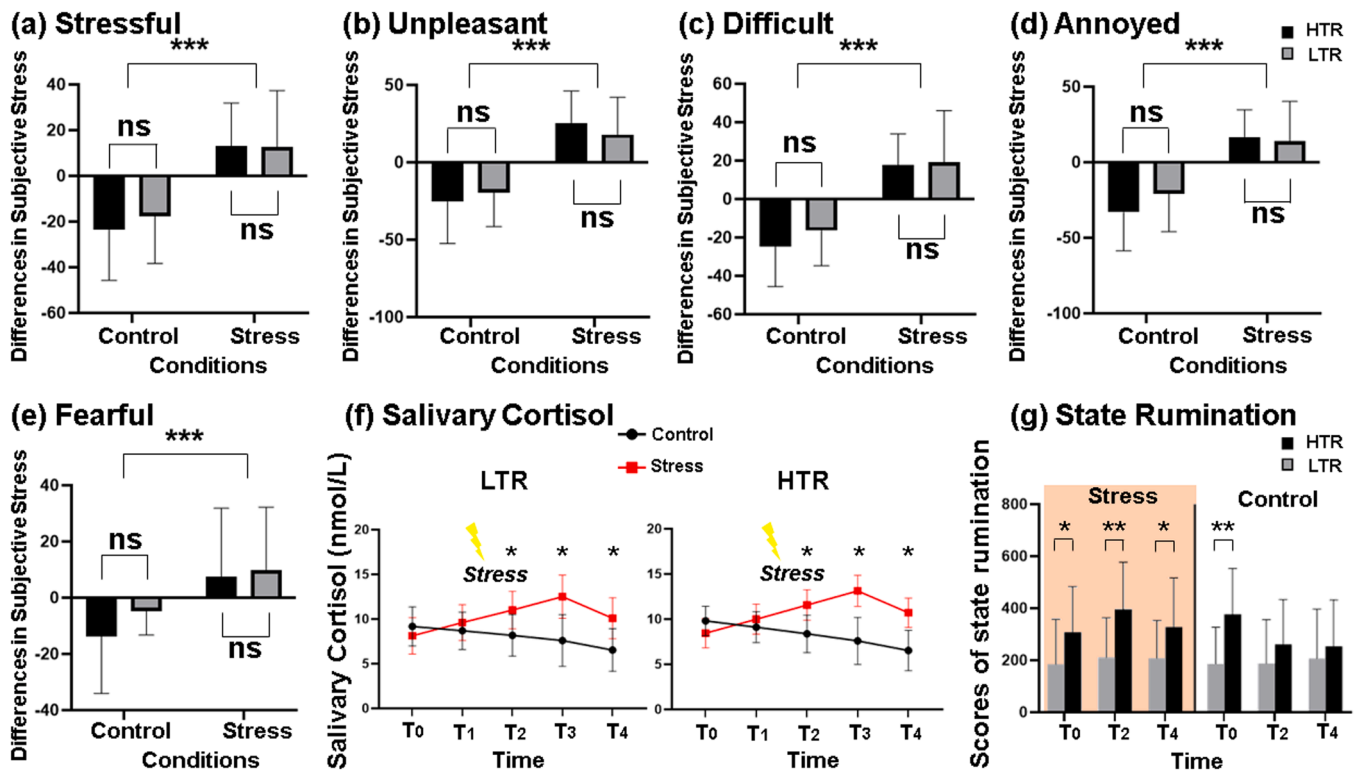 (a) Stressful
***
Differences in Subjective Stress
40
20
0
-20
-40
-60
ns
ns
Control
Stress
Conditions
(b) Unpleasant
***
Differences in Subjective Stress
50
0
-50
-100
ns
ns
Control
Stress
Conditions
(c) Difficult
***
Differences in Subjective Stress
60
40
20
0
-20
-40
-60
ns
ns
Control
Stress
Conditions
(d) Annoyed
***
HTR
LTR
Differences in Subjective Stress
50
0
-50
-100
ns
ns
Control
Stress
Conditions
(e) Fearful
***
Differences in Subjective Stress
40
20
0
-20
-40
ns
ns
Control
Stress
Conditions
(f) Salivary Cortisol
Control
Stress
Salivary Cortisol (nmol/L)
LTR
20
15
10
5
0
Stress
* * *
T0 T1 T2 T3 T4
Time
HTR
20
15
10
5
0
Stress
* * *
T0 T1 T2 T3 T4
Time
(g) State Rumination
HTR
LTR
Scores of state rumination
800
600
400
200
0
Stress
Control
* ** * **
T0 T2 T4 T0 T2 T4
Time